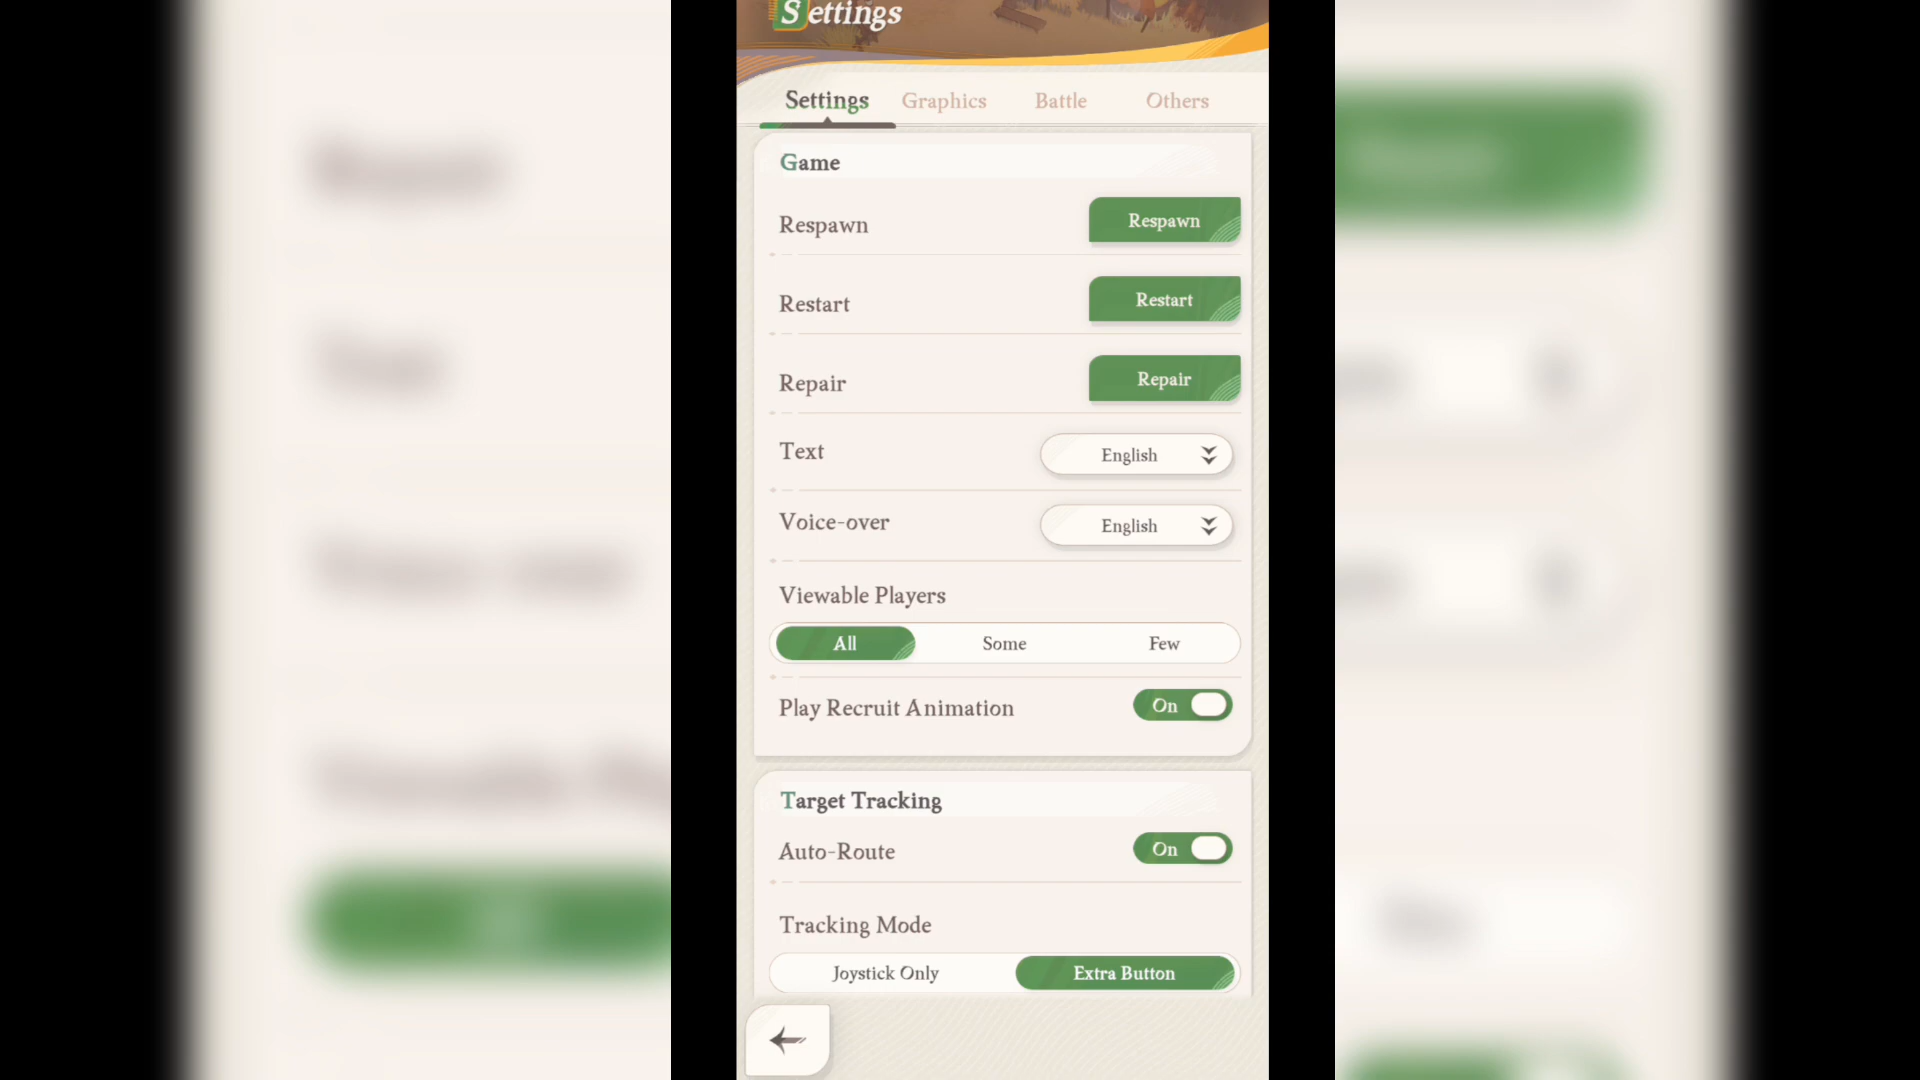 Settings
Settings Graphics Battle Others
Game
Respawn Respawn
Restart Restart
Repair Repair
Text English
Voice-over English
Viewable Players
All Some Few
Play Recruit Animation On
Target Tracking
Auto-Route On
Tracking Mode
Joystick Only Extra Button